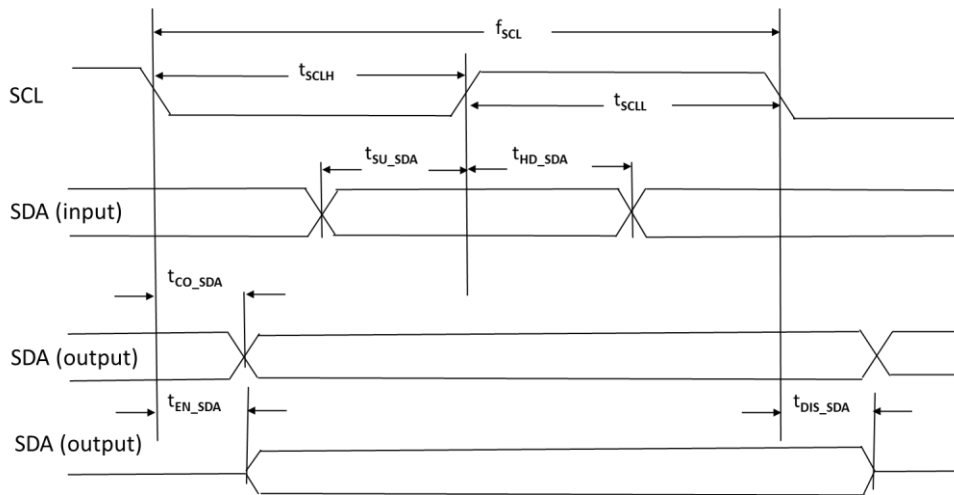 fSCL
tSCLH
SCL
tSCLL
tSU_SDA
tHD_SDA
SDA (input)
tCO_SDA
SDA (output)
tEN_SDA
tDIS_SDA
SDA (output)